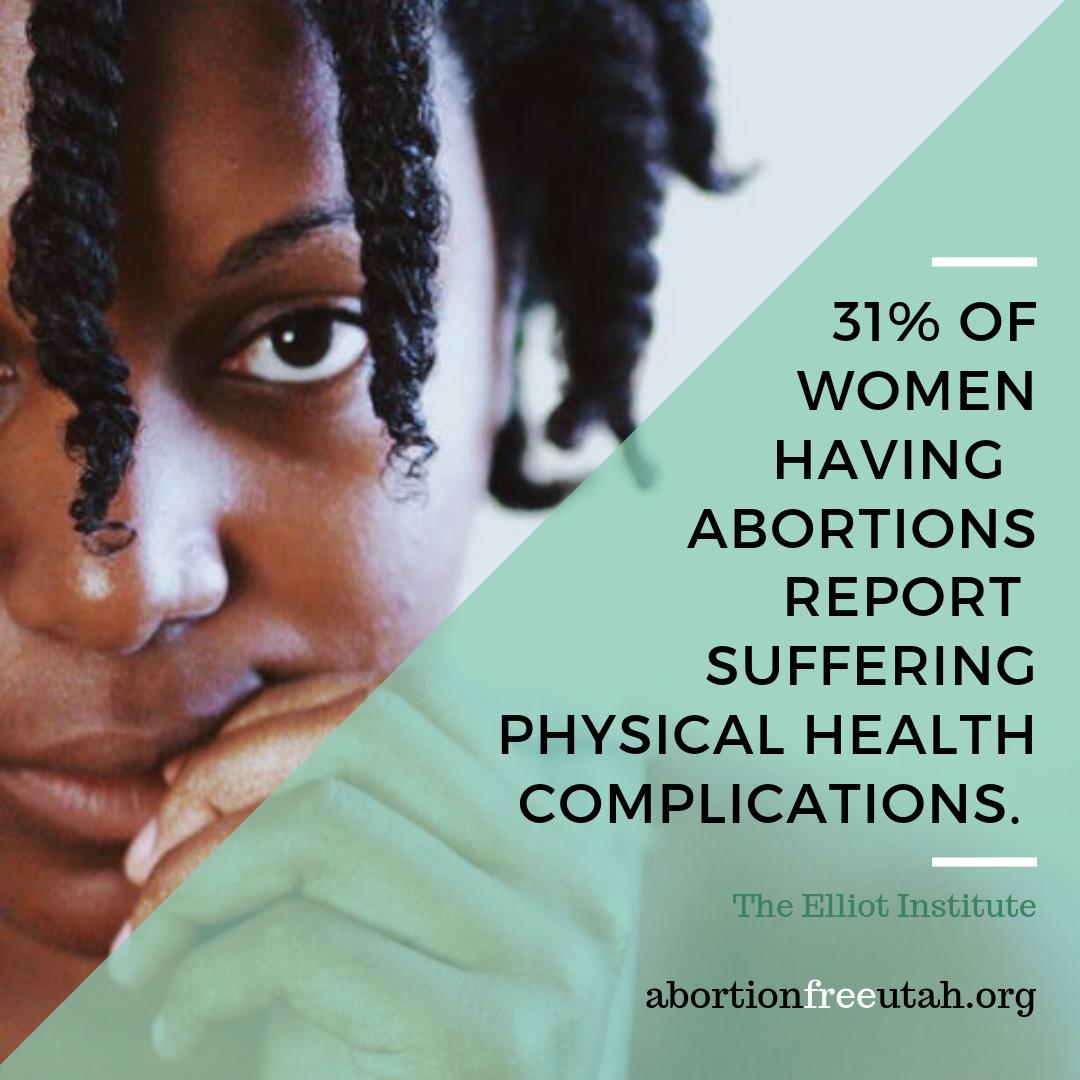 31% OF
WOMEN
HAVING
ABORTIONS
REPORT
SUFFERING
PHYSICAL HEALTH
COMPLICATIONS.
The Elliot Institute
abortionfreeutah.org